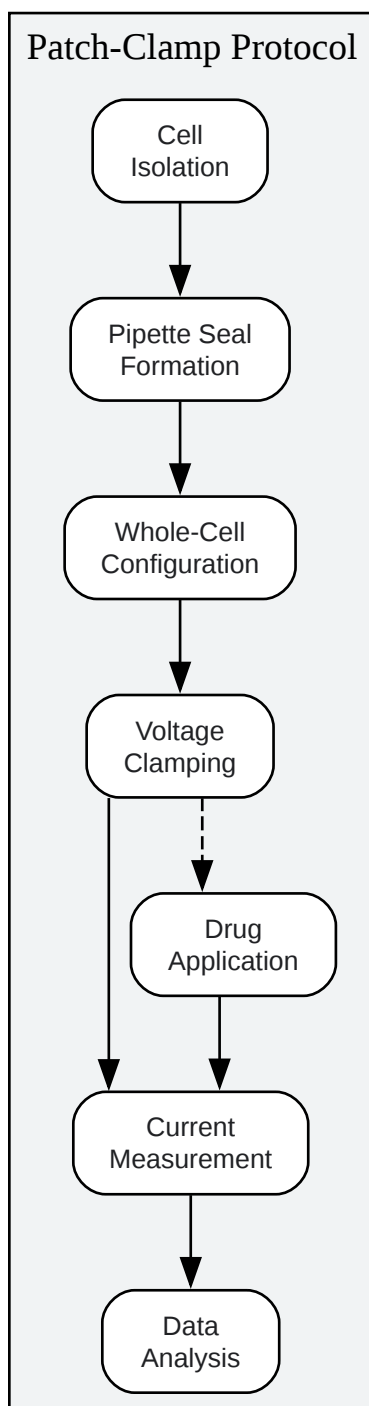 Patch-Clamp Protocol
Cell
Isolation
Pipette Seal
Formation
Whole-Cell
Configuration
Voltage
Clamping
Drug
Application
Current
Measurement
Data
Analysis